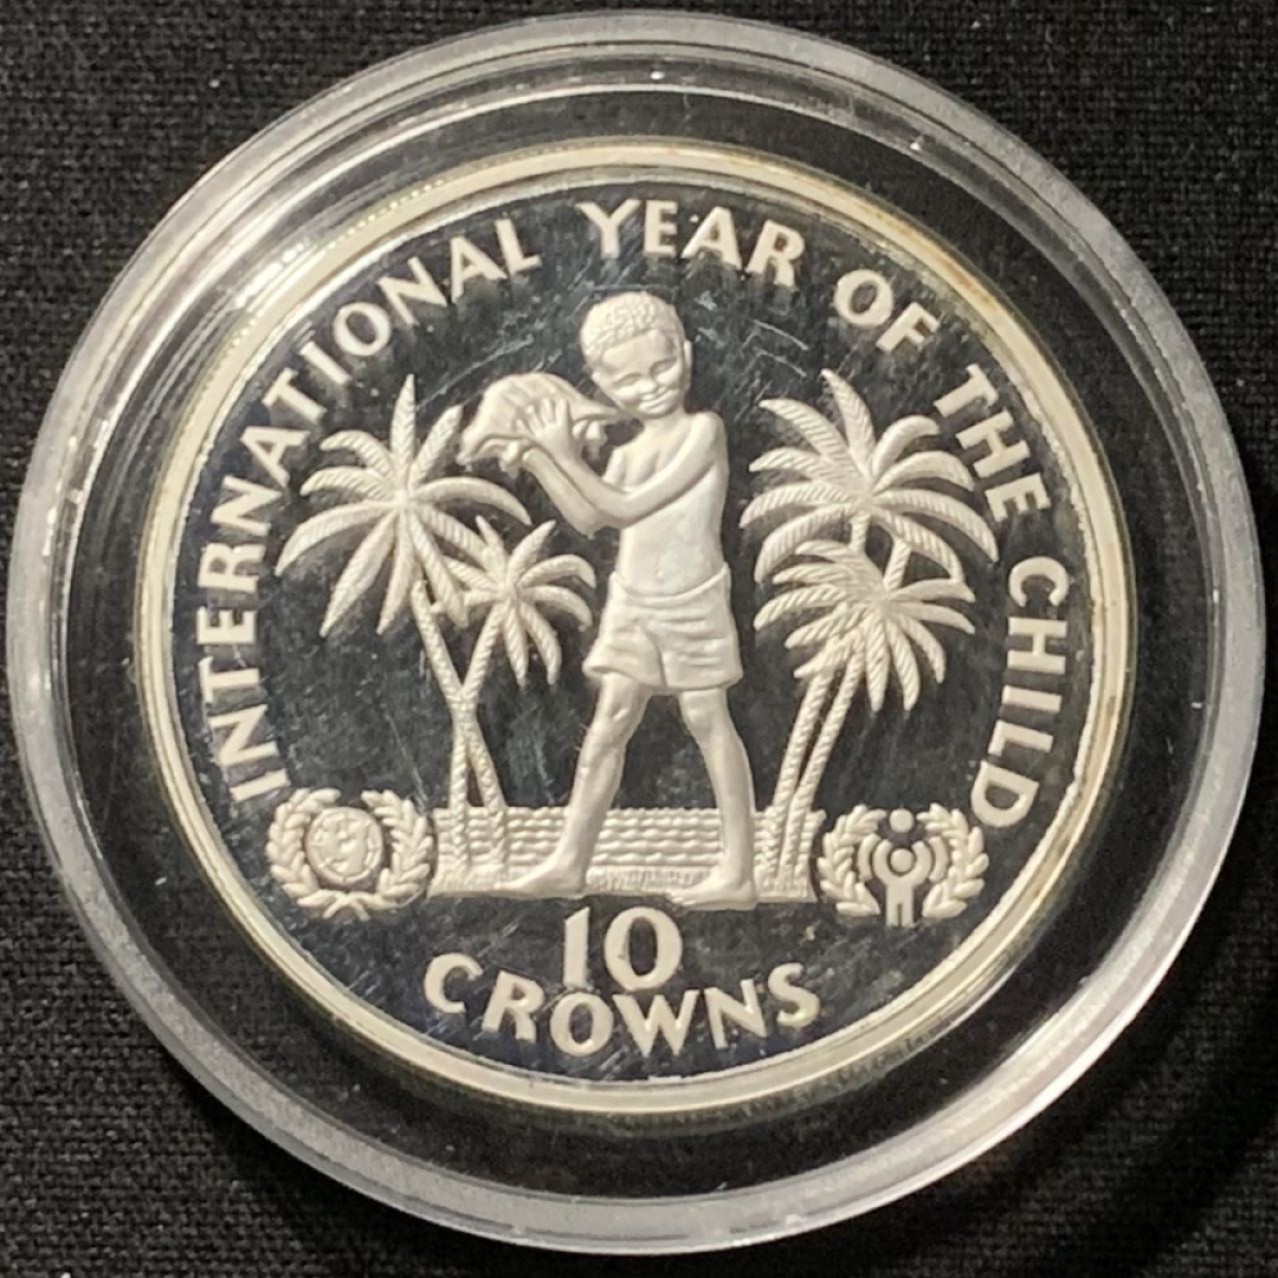 INTERNATIONAL YEAR OF THE CHILD
10
CROWNS